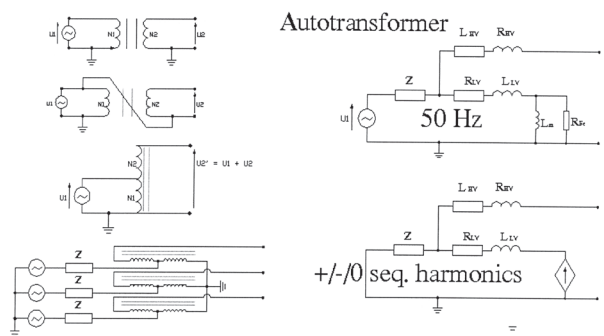 Autotransformer
U1 N1 N2 U2
U1 N1 N2 U2
N2 U2' = U1 + U2
U1 N1
Z
Z
Z
L HV R HV
Z R LV L LV
U1 50 Hz L m R Fe
L HV R HV
Z R LV L LV
+/-/0 seq. harmonics